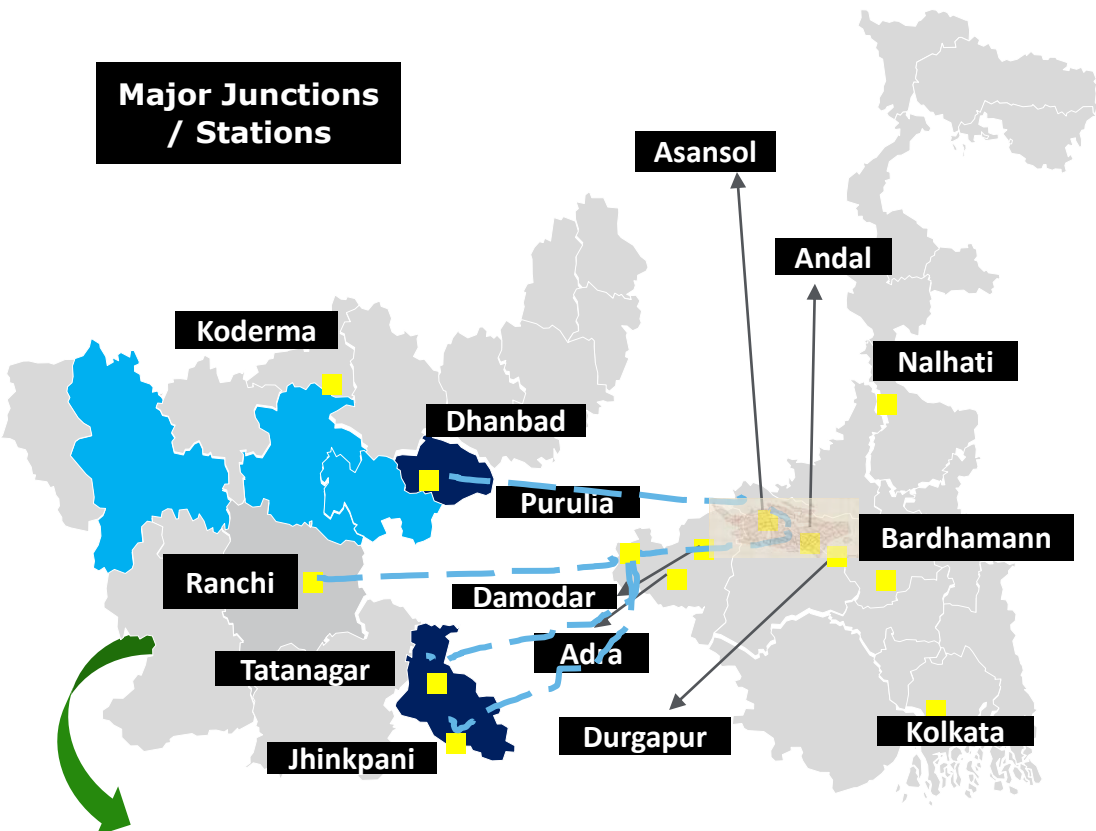 Major Junctions
/ Stations
Asansol
Andal
Koderma
Nalhati
Dhanbad
Purulia
Bardhamann
Ranchi
Damodar
Adra
Tatanagar
Durgapur
Kolkata
Jhinkpani